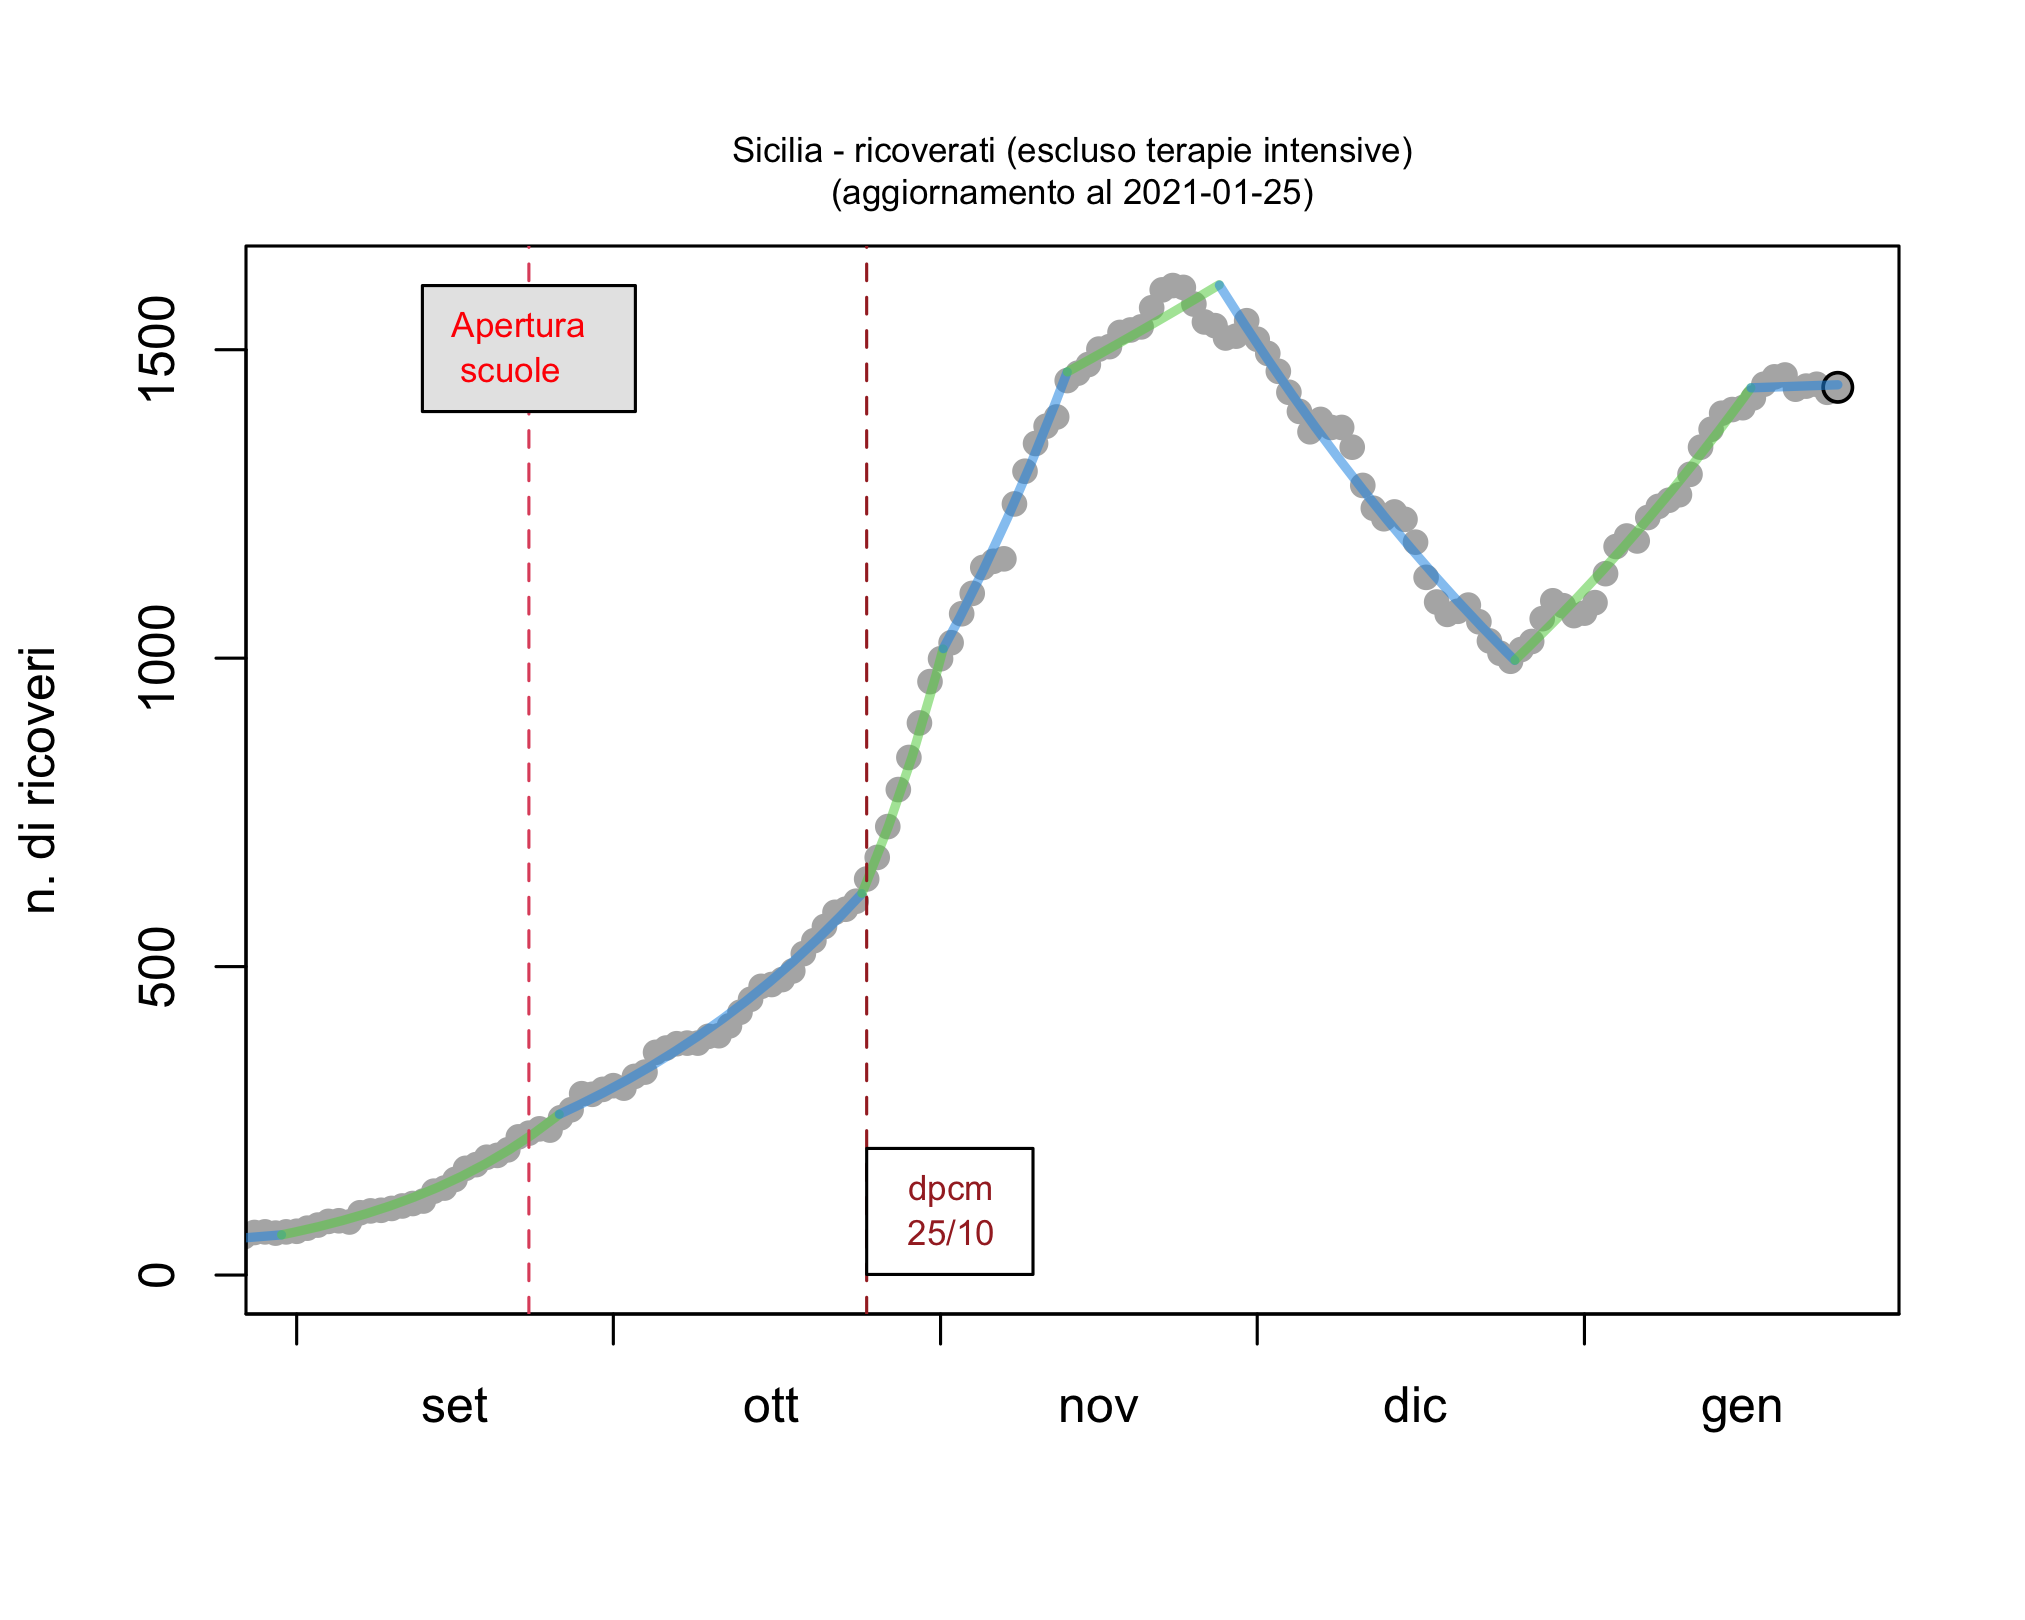 Sicilia - ricoverati (escluso terapie intensive)
(aggiornamento al 2021-01-25)
n. di ricoveri
1500
1000
500
0
Apertura
scuole
dpcm
25/10
set ott nov dic gen